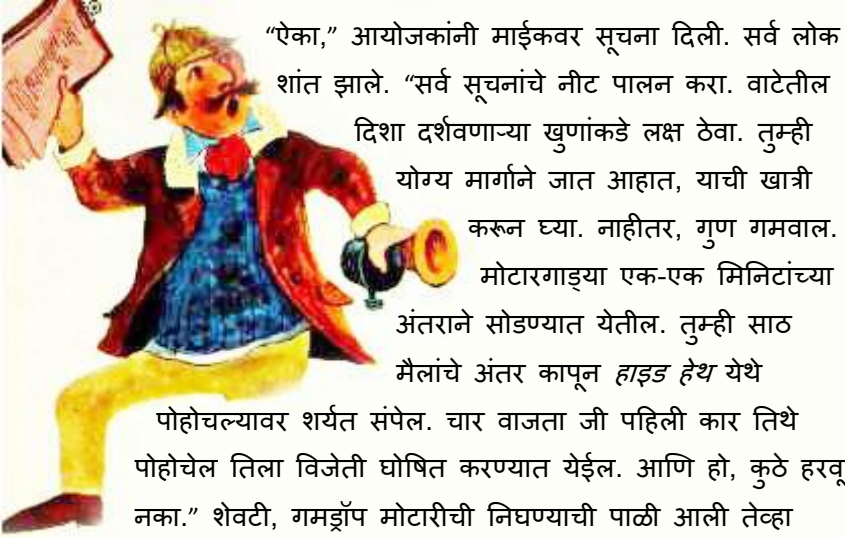 “ऐका,” आयोजकांनी माईकवर सूचना दिली. सर्व लोक
शांत झाले. “सर्व सूचनांचे नीट पालन करा. वाटेतील
दिशा दर्शवणाऱ्या खुणांकडे लक्ष ठेवा. तुम्ही
योग्य मार्गाने जात आहात, याची खात्री
करून घ्या. नाहीतर, गुण गमवाल.
मोटारगाड्या एक-एक मिनिटांच्या
अंतराने सोडण्यात येतील. तुम्ही साठ
मैलांचे अंतर कापून हाइड हेथ येथे
पोहोचल्यावर शर्यत संपेल. चार वाजता जी पहिली कार तिथे
पोहोचेल तिला विजेती घोषित करण्यात येईल. आणि हो, कुठे हरवू
नका.” शेवटी, गमड्रॉप मोटारीची निघण्याची पाळी आली तेव्हा